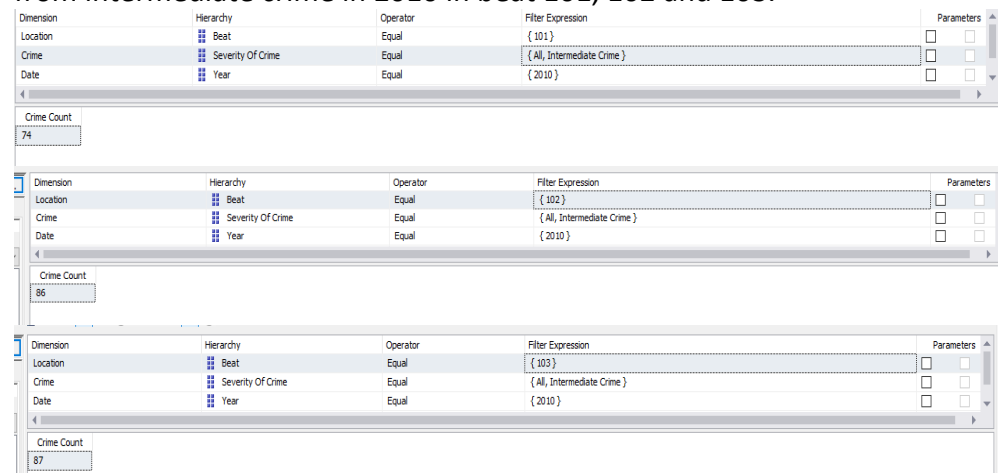 from intermediate crime in 2010 in beat 101, 102 and 103.
Dimension Hierarchy Operator Filter Expression Parameters
Location Beat Equal { 101 }
Crime Severity Of Crime Equal { All, Intermediate Crime }
Date Year Equal { 2010 }
Crime Count
74
Dimension Hierarchy Operator Filter Expression Parameters
Location Beat Equal { 102 }
Crime Severity Of Crime Equal { All, Intermediate Crime }
Date Year Equal { 2010 }
Crime Count
86
Dimension Hierarchy Operator Filter Expression Parameters
Location Beat Equal { 103 }
Crime Severity Of Crime Equal { All, Intermediate Crime }
Date Year Equal { 2010 }
Crime Count
87